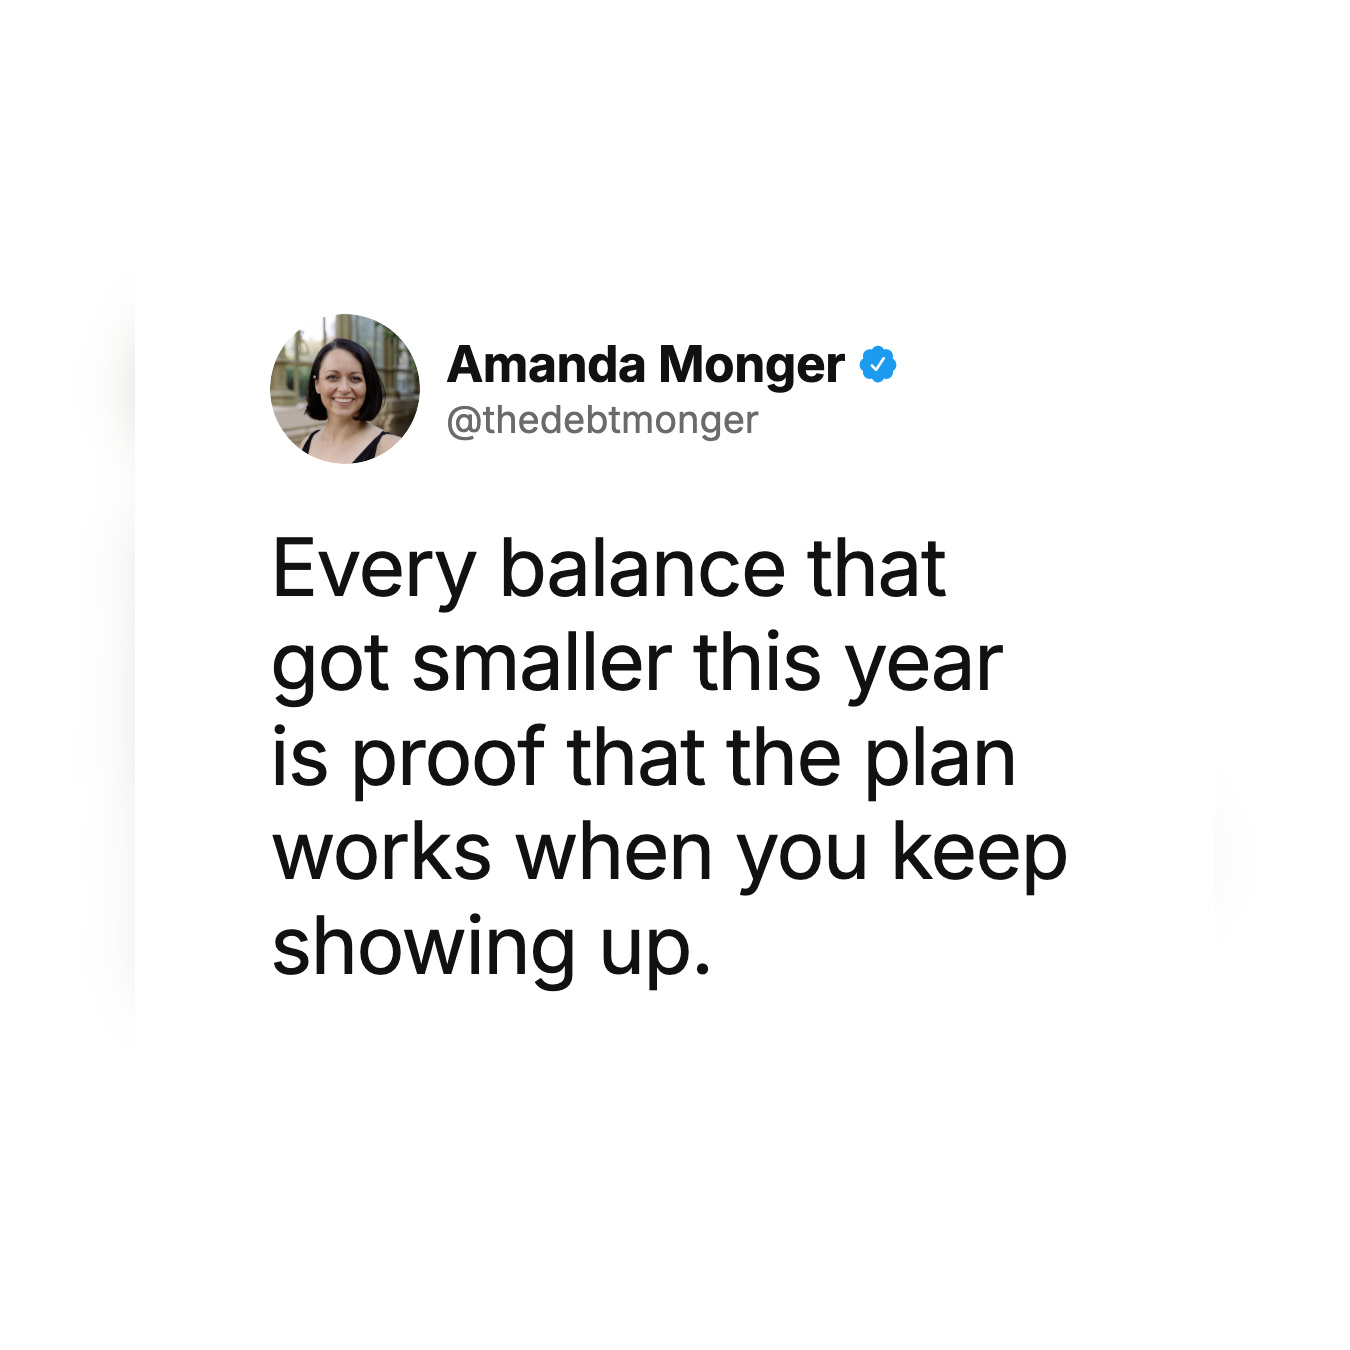 Amanda Monger
@thedebtmonger
Every balance that
got smaller this year
is proof that the plan
works when you keep
showing up.